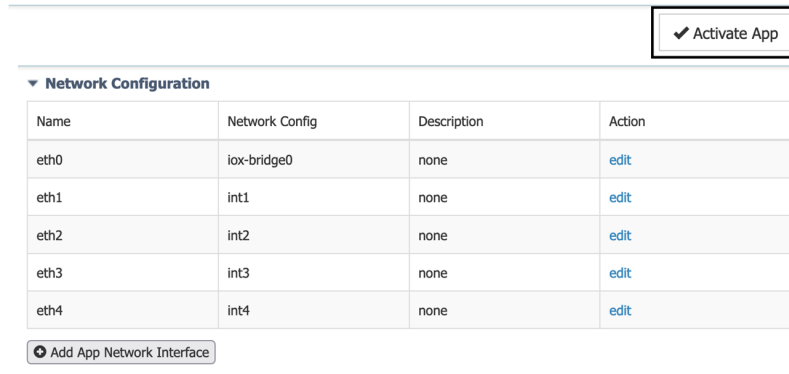 ✔ Activate App
Network Configuration
Name Network Config Description Action
eth0 iox-bridge0 none edit
eth1 int1 none edit
eth2 int2 none edit
eth3 int3 none edit
eth4 int4 none edit
Add App Network Interface